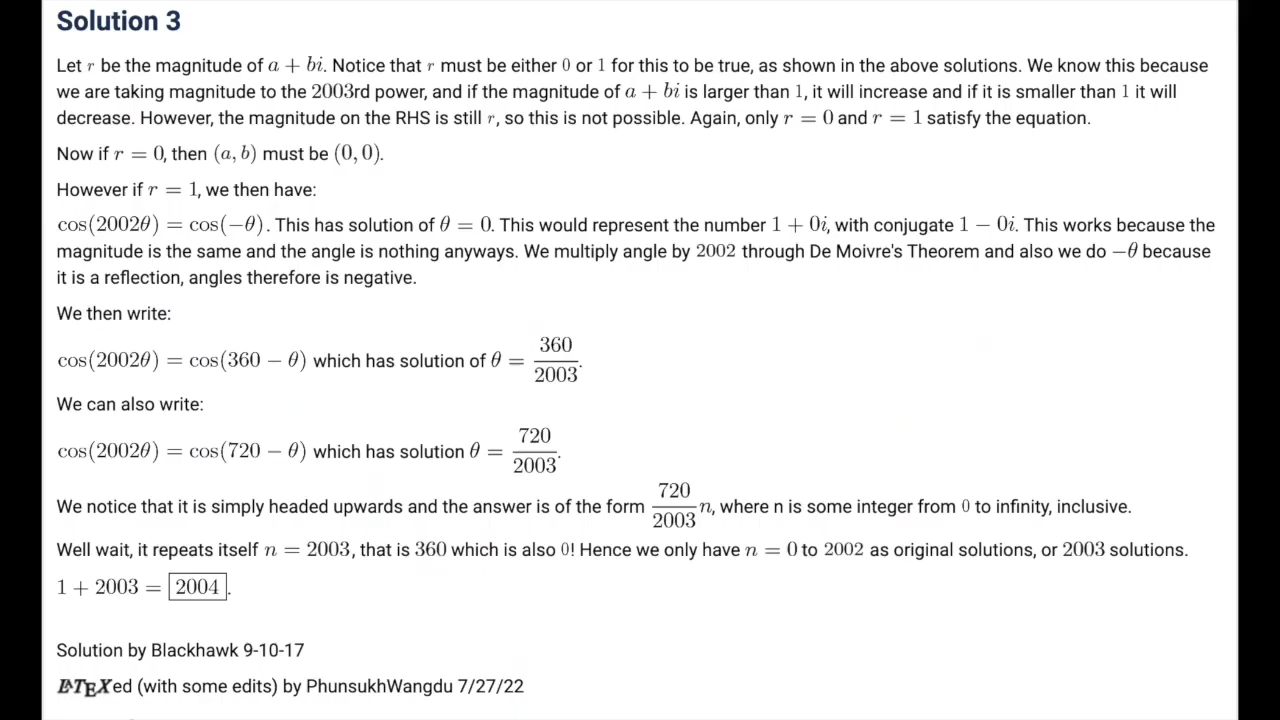 Solution 3
Let r be the magnitude of a + bi. Notice that r must be either 0 or 1 for this to be true, as shown in the above solutions. We know this because
we are taking magnitude to the 2003rd power, and if the magnitude of a + bi is larger than 1, it will increase and if it is smaller than 1 it will
decrease. However, the magnitude on the RHS is still r, so this is not possible. Again, only r = 0 and r = 1 satisfy the equation.
Now if r = 0, then (a, b) must be (0, 0).
However if r = 1, we then have:
cos(2002θ) = cos(−θ). This has solution of θ = 0. This would represent the number 1 + 0i, with conjugate 1 − 0i. This works because the
magnitude is the same and the angle is nothing anyways. We multiply angle by 2002 through De Moivre's Theorem and also we do −θ because
it is a reflection, angles therefore is negative.
We then write:
cos(2002θ) = cos(360 − θ) which has solution of θ = 360/2003.
We can also write:
cos(2002θ) = cos(720 − θ) which has solution θ = 720/2003.
We notice that it is simply headed upwards and the answer is of the form 720/2003 n, where n is some integer from 0 to infinity, inclusive.
Well wait, it repeats itself n = 2003, that is 360 which is also 0! Hence we only have n = 0 to 2002 as original solutions, or 2003 solutions.
1 + 2003 = 2004.
Solution by Blackhawk 9-10-17
LATEXed (with some edits) by PhunsukhWangdu 7/27/22